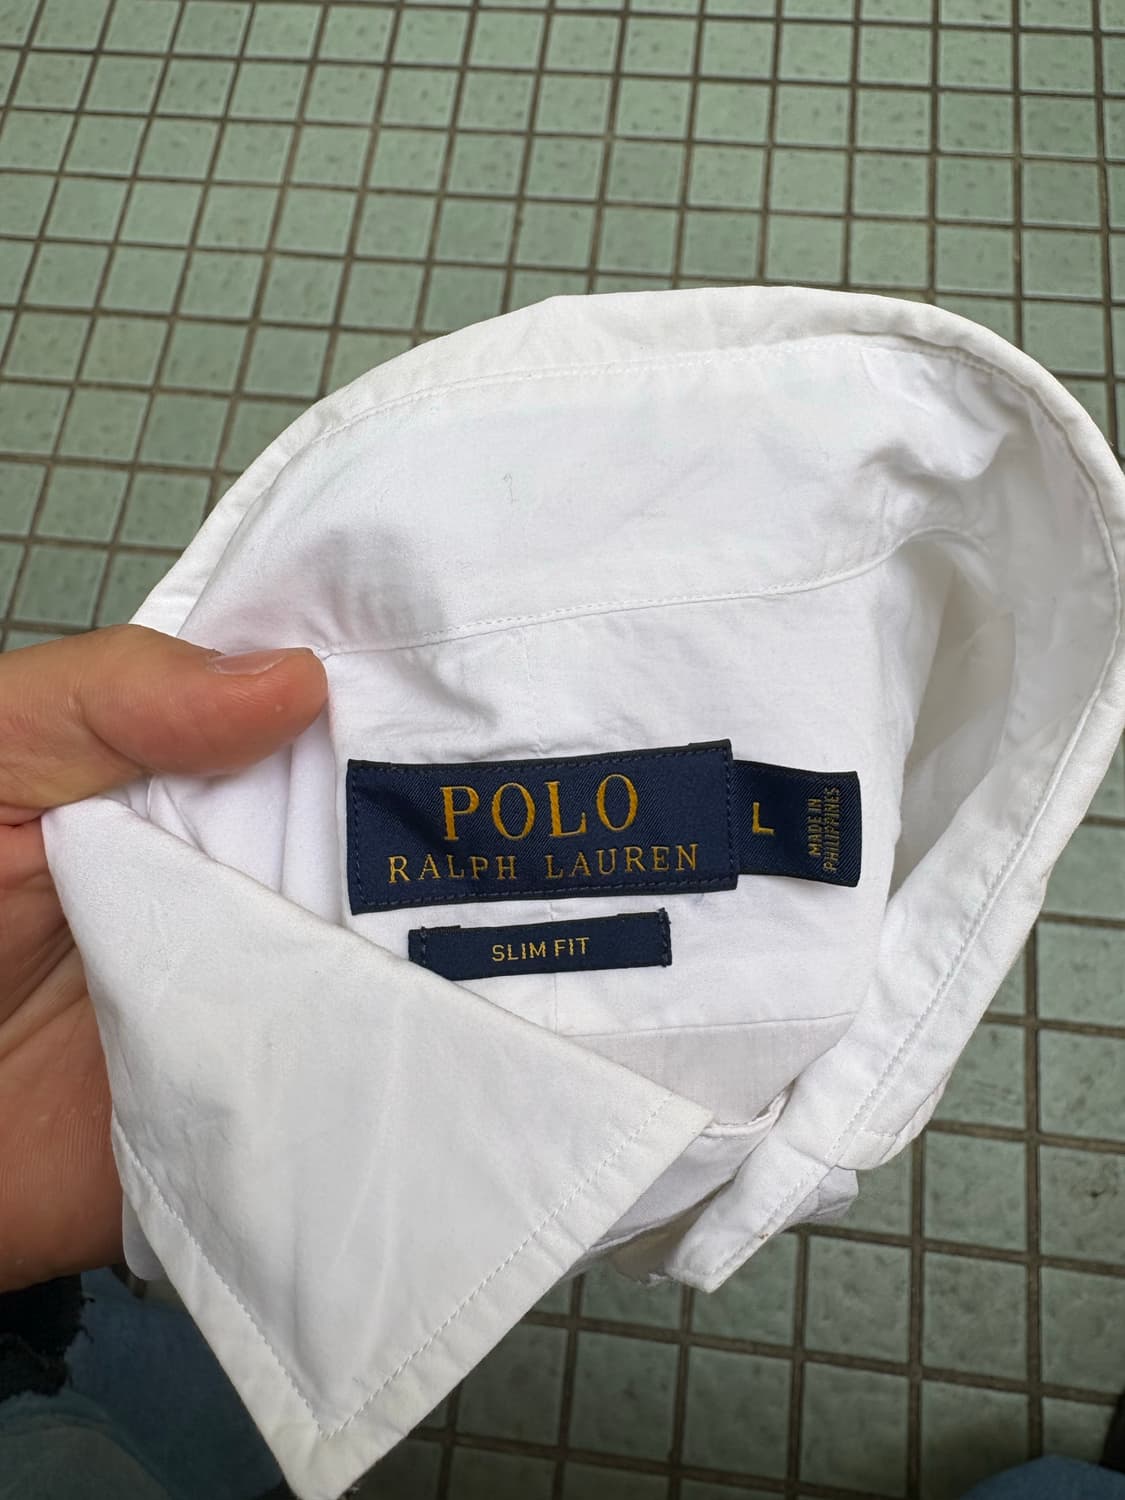 POLO
RALPH LAUREN
L
MADE IN
PHILIPPINES
SLIM FIT